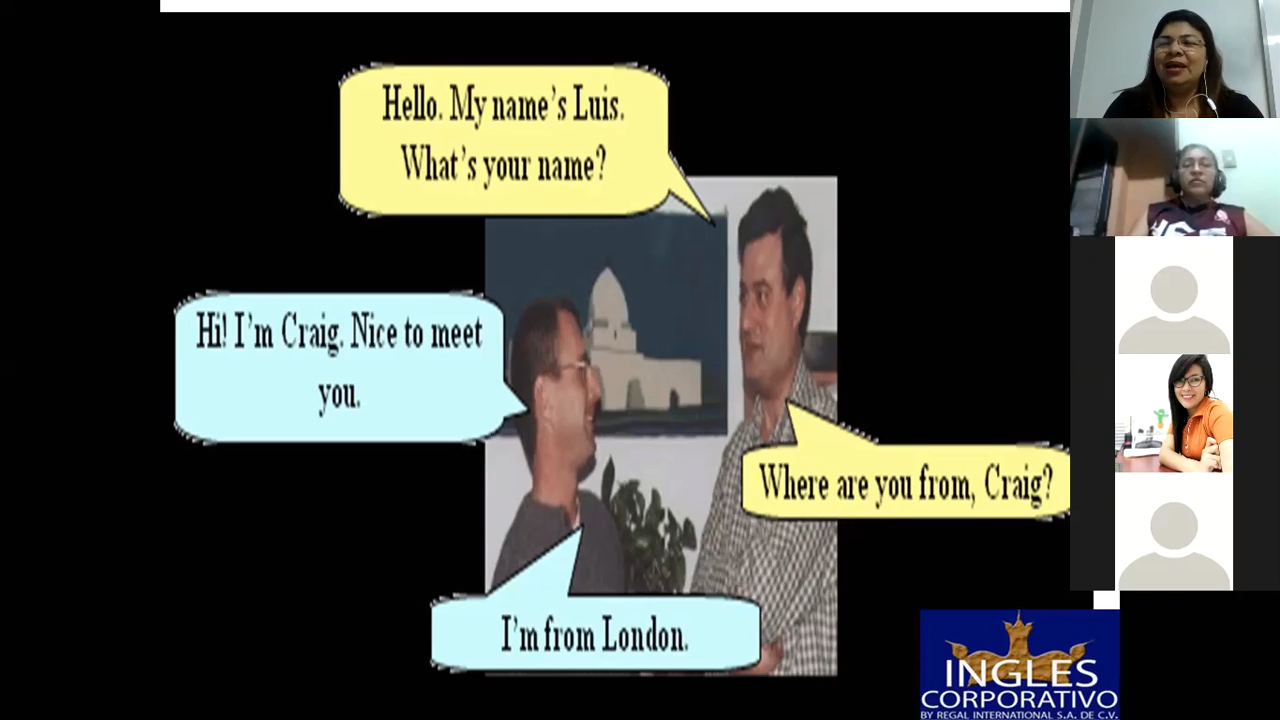 Hello. My name's Luis.
What's your name?
Hi! I'm Craig. Nice to meet
you.
Where are you from, Craig?
I'm from London.
INGLES
CORPORATIVO
BY REGAL INTERNATIONAL S.A. DE C.V.